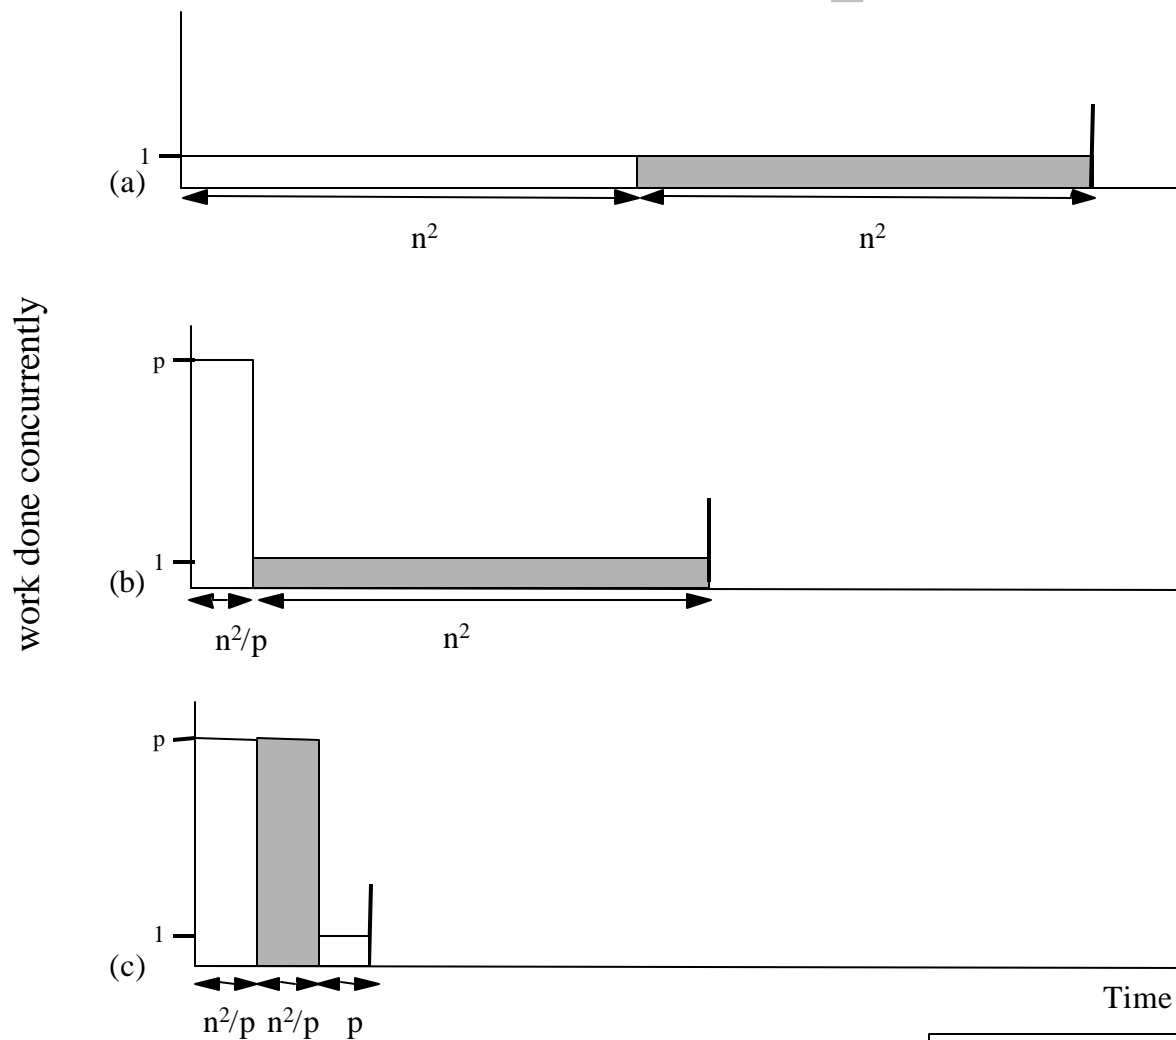 work done concurrently
1
(a)
n² n²
p
1
(b)
n²/p n²
p
1
(c)
Time
n²/p n²/p p